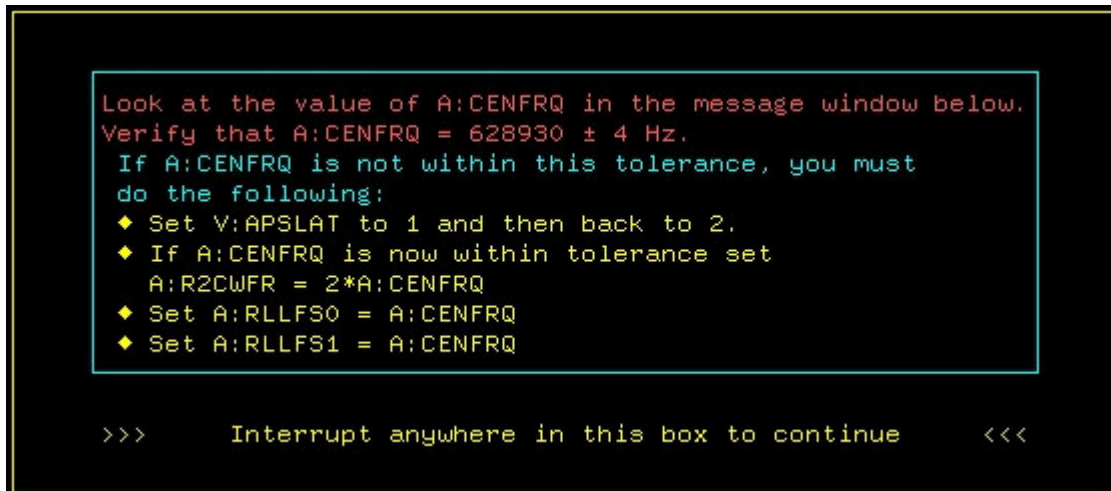 Look at the value of A:CENFRQ in the message window below.
Verify that A:CENFRQ = 628930 ± 4 Hz.
If A:CENFRQ is not within this tolerance, you must
do the following:
◆ Set V:APSLAT to 1 and then back to 2.
◆ If A:CENFRQ is now within tolerance set
A:R2CWFR = 2*A:CENFRQ
◆ Set A:RLLFS0 = A:CENFRQ
◆ Set A:RLLFS1 = A:CENFRQ
>>> Interrupt anywhere in this box to continue <<<